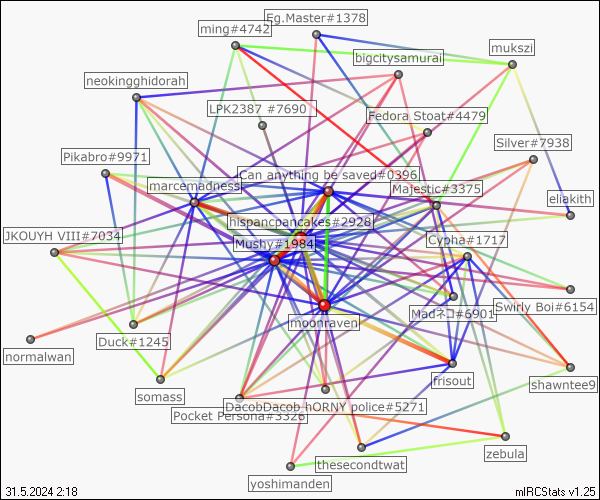 Eg.Master#1378
ming#4742
mukszi
bigcitysamurai
neokingghidorah
LPK2387 #7690
Fedora Stoat#4479
Silver#7938
Pikabro#9971
Can anything be saved#0396
marcemadness
Majestic#3375
eliakith
hispancpancakes#2928
JKOUYH VIII#7034
Mushy#1984
Cypha#1717
Swirly Boi#6154
Madネコ#6901
moonraven
Duck#1245
normalwan
frisout
shawntee9
somass
DacobDacob hORNY police#5271
Pocket Persona#3326
zebula
thesecondtwat
yoshimanden
31.5.2024 2:18
mIRCStats v1.25